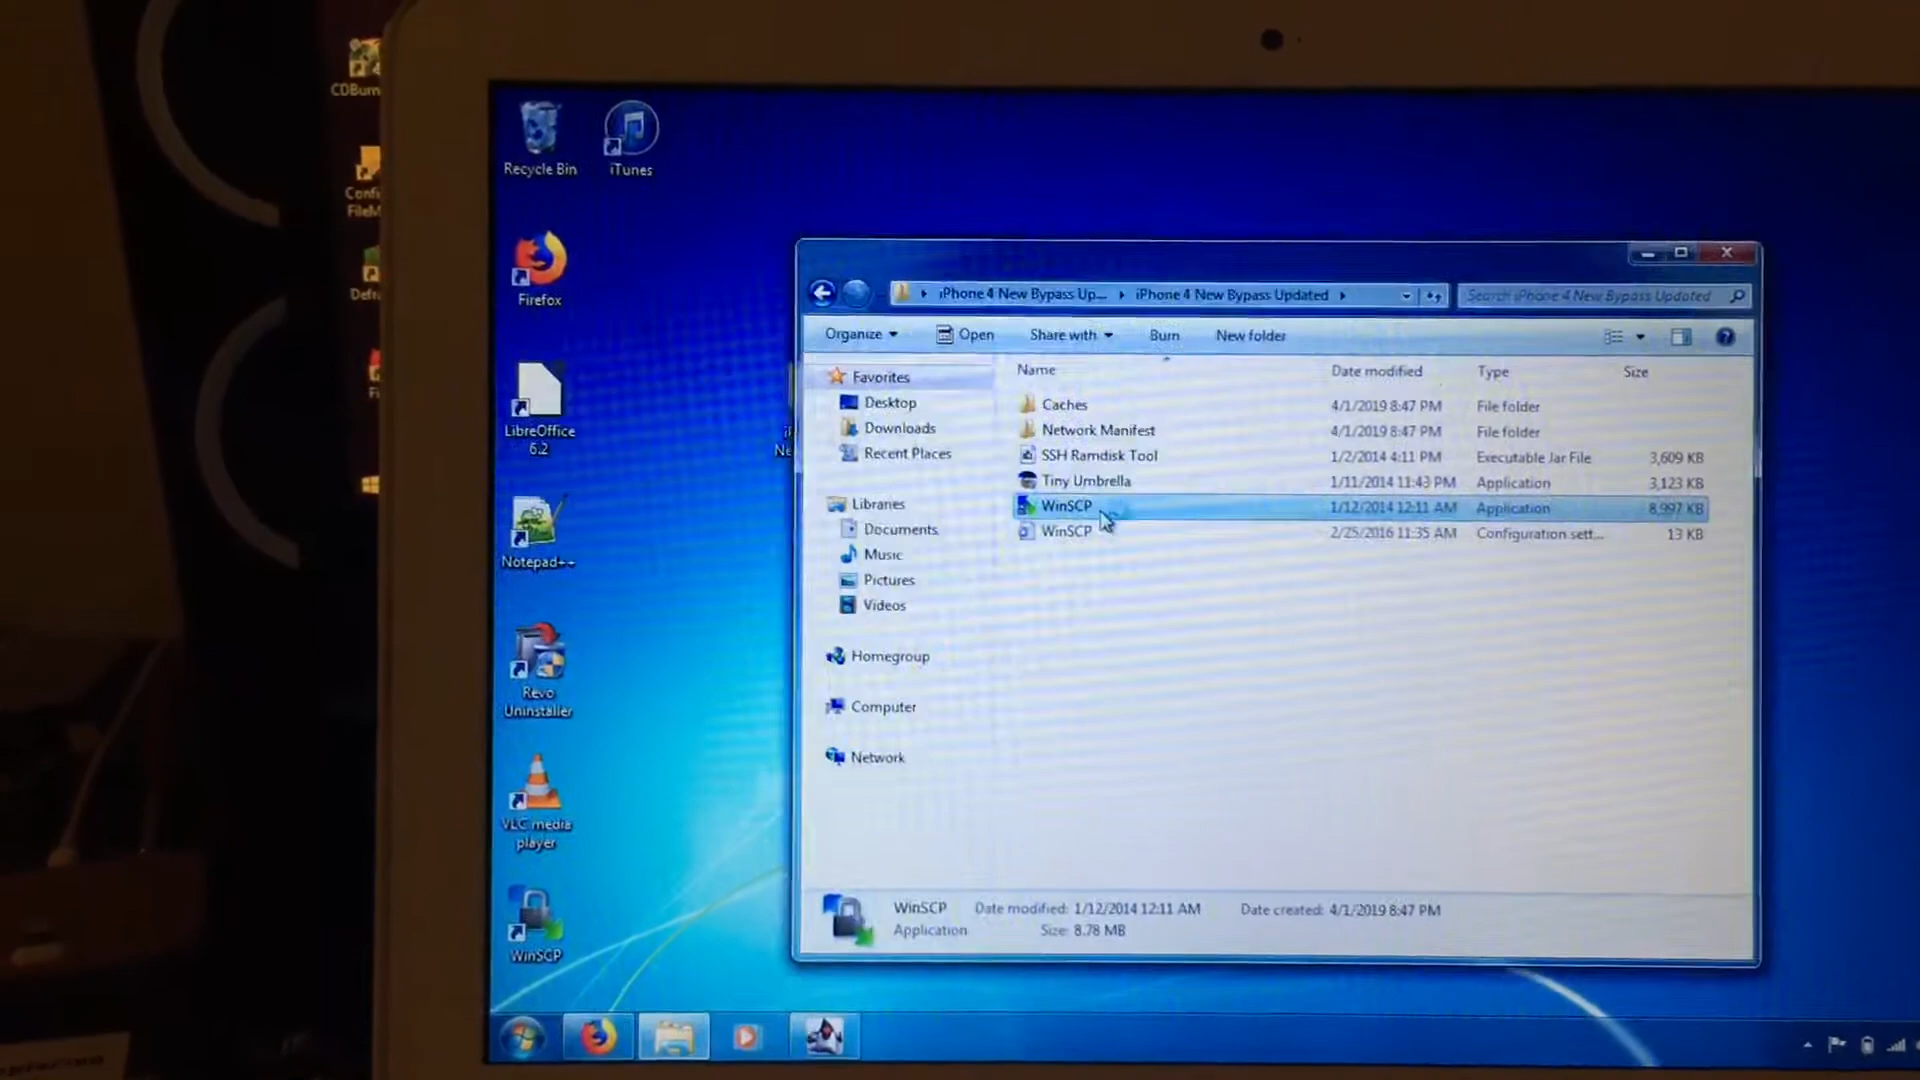 CDBurn
Confi
FileM
Defra
Recycle Bin
iTunes
Firefox
LibreOffice
6.2
Notepad++
Revo
Uninstaller
VLC media
player
WinSCP
iPhone 4 New Bypass Up...
iPhone 4 New Bypass Updated
Search iPhone 4 New Bypass Updated
Organize
Open
Share with
Burn
New folder
Favorites
Desktop
Downloads
Recent Places
Libraries
Documents
Music
Pictures
Videos
Homegroup
Computer
Network
Name Date modified Type Size
Caches 4/1/2019 8:47 PM File folder
Network Manifest 4/1/2019 8:47 PM File folder
SSH Ramdisk Tool 1/2/2014 4:11 PM Executable Jar File 3,609 KB
Tiny Umbrella 1/11/2014 11:43 PM Application 3,123 KB
WinSCP 1/12/2014 12:11 AM Application 8,997 KB
WinSCP 2/25/2016 11:35 AM Configuration sett... 13 KB
WinSCP Date modified: 1/12/2014 12:11 AM Date created: 4/1/2019 8:47 PM
Application Size: 8.78 MB